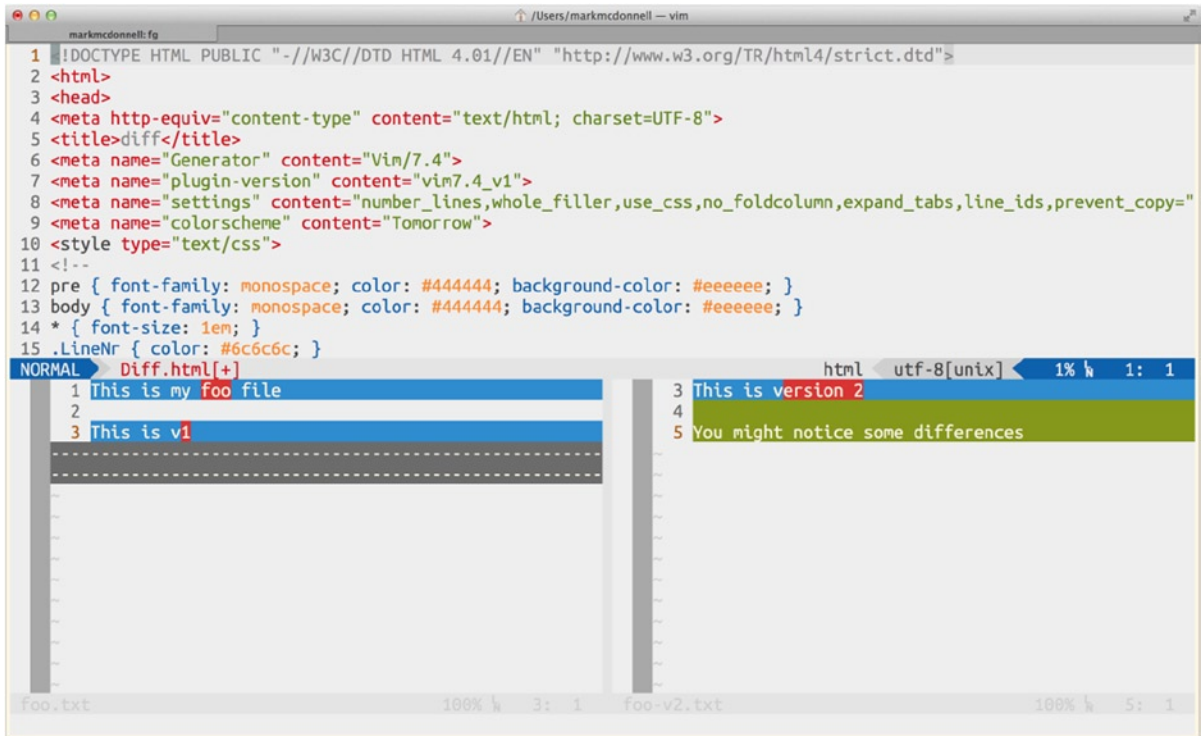 /Users/markmcdonnell — vim
markmcdonnell: fg
1 <!DOCTYPE HTML PUBLIC "-//W3C//DTD HTML 4.01//EN" "http://www.w3.org/TR/html4/strict.dtd">
2 <html>
3 <head>
4 <meta http-equiv="content-type" content="text/html; charset=UTF-8">
5 <title>diff</title>
6 <meta name="Generator" content="Vim/7.4">
7 <meta name="plugin-version" content="vim7.4_v1">
8 <meta name="settings" content="number_lines,whole_filler,use_css,no_foldcolumn,expand_tabs,line_ids,prevent_copy="
9 <meta name="colorscheme" content="Tomorrow">
10 <style type="text/css">
11 <!--
12 pre { font-family: monospace; color: #444444; background-color: #eeeeee; }
13 body { font-family: monospace; color: #444444; background-color: #eeeeee; }
14 * { font-size: 1em; }
15 .LineNr { color: #6c6c6c; }
NORMAL Diff.html[+] html utf-8[unix] 1% 1: 1
1 This is my foo file
2
3 This is v1
3 This is version 2
4
5 You might notice some differences
foo.txt 100% 3: 1
foo-v2.txt 100% 5: 1